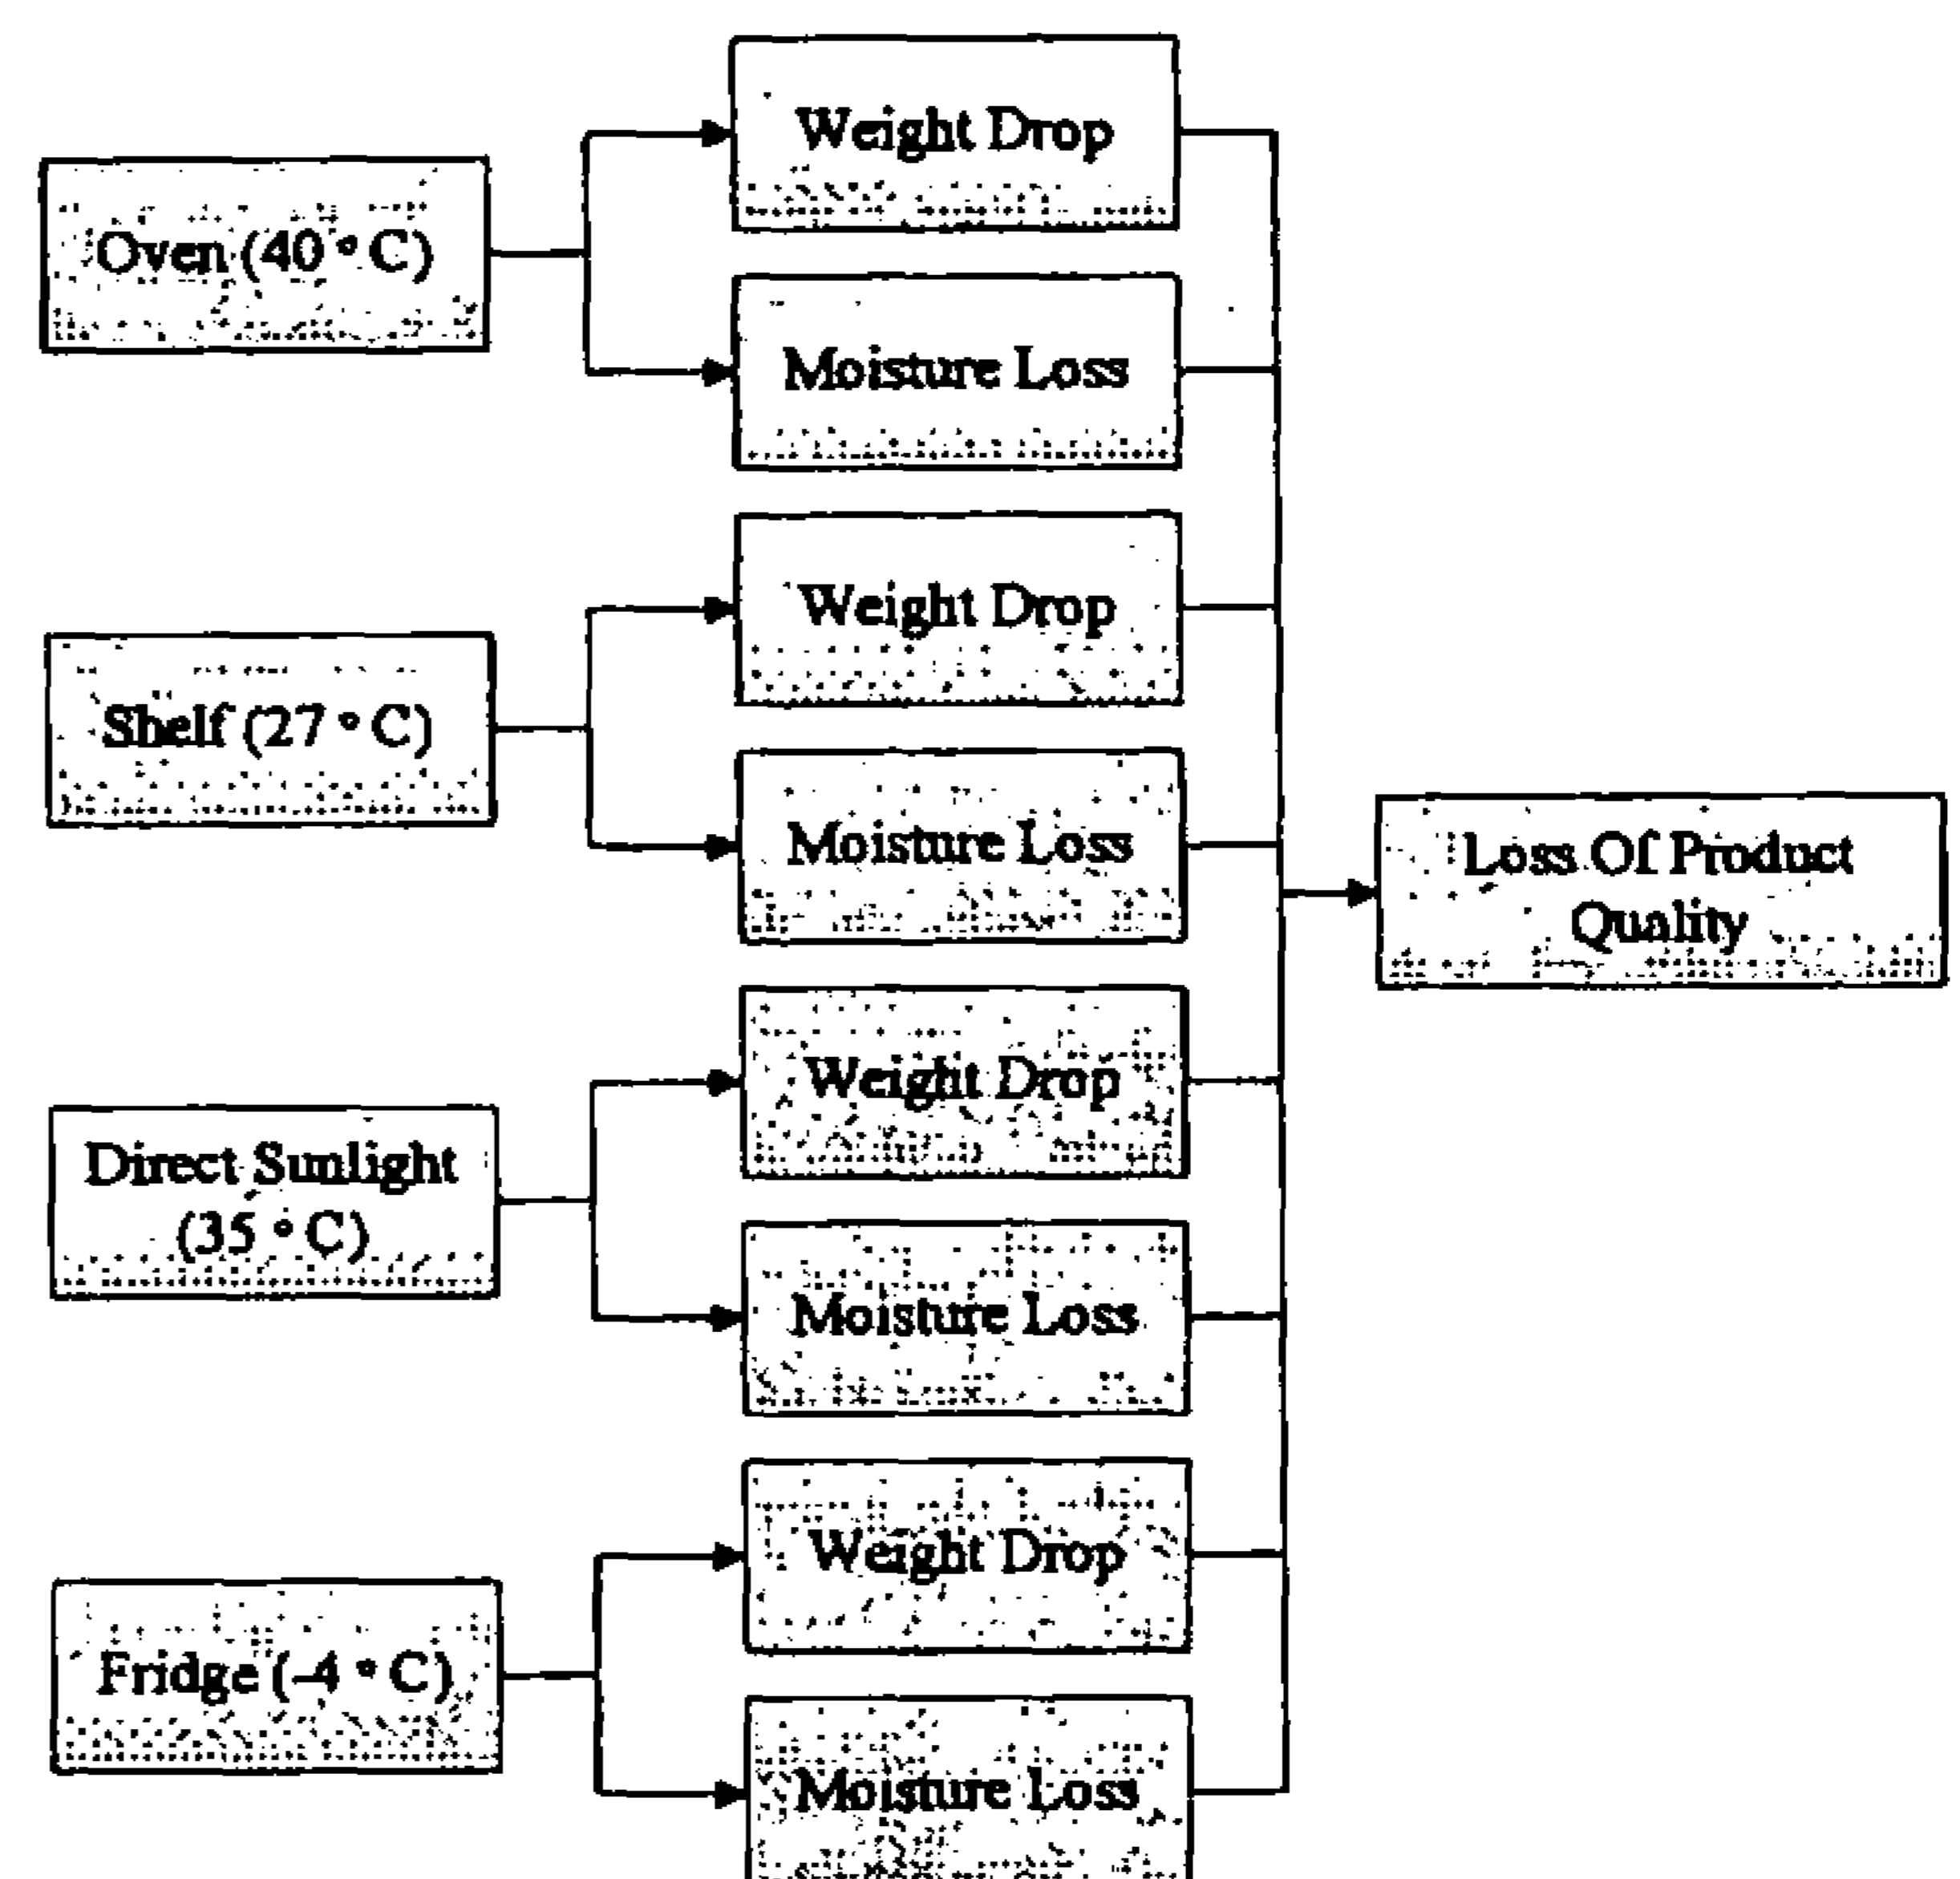 Weight Drop
Oven (40 ° C)
Moisture Loss
Weight Drop
Shelf (27 ° C)
Moisture Loss
Loss Of Product
Quality
Weight Drop
Direct Sunlight
(35 ° C)
Moisture Loss
Weight Drop
Fridge (-4 ° C)
Moisture Loss